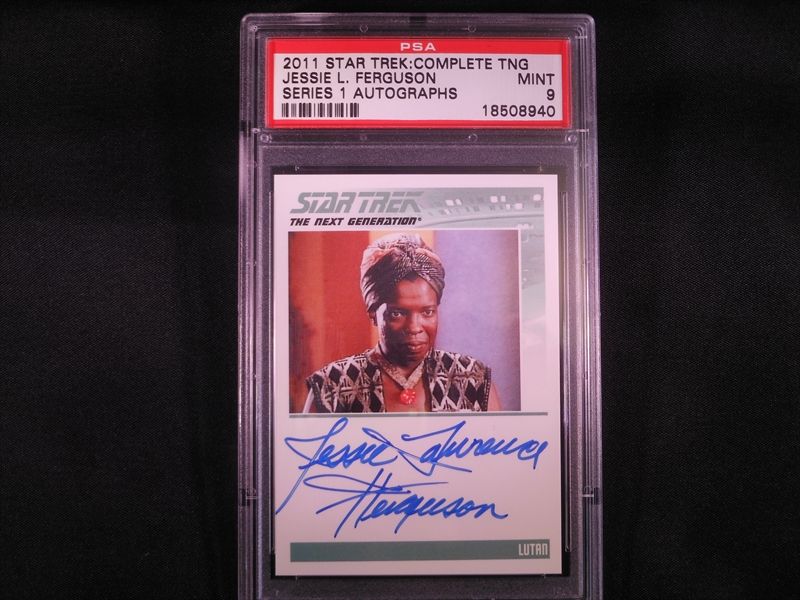 PSA
2011 STAR TREK:COMPLETE TNG
JESSIE L. FERGUSON MINT
SERIES 1 AUTOGRAPHS 9
18508940
STAR TREK
THE NEXT GENERATION®
Jessie Lawrence
Ferguson
LUTAN